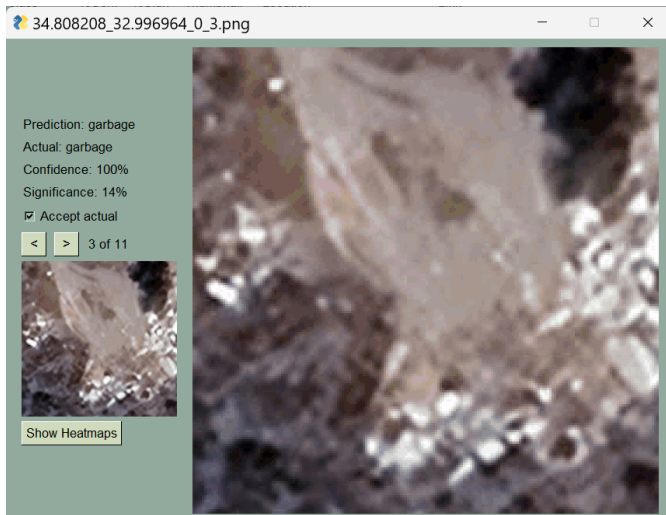 34.808208_32.996964_0_3.png
Prediction: garbage
Actual: garbage
Confidence: 100%
Significance: 14%
Accept actual
< > 3 of 11
Show Heatmaps